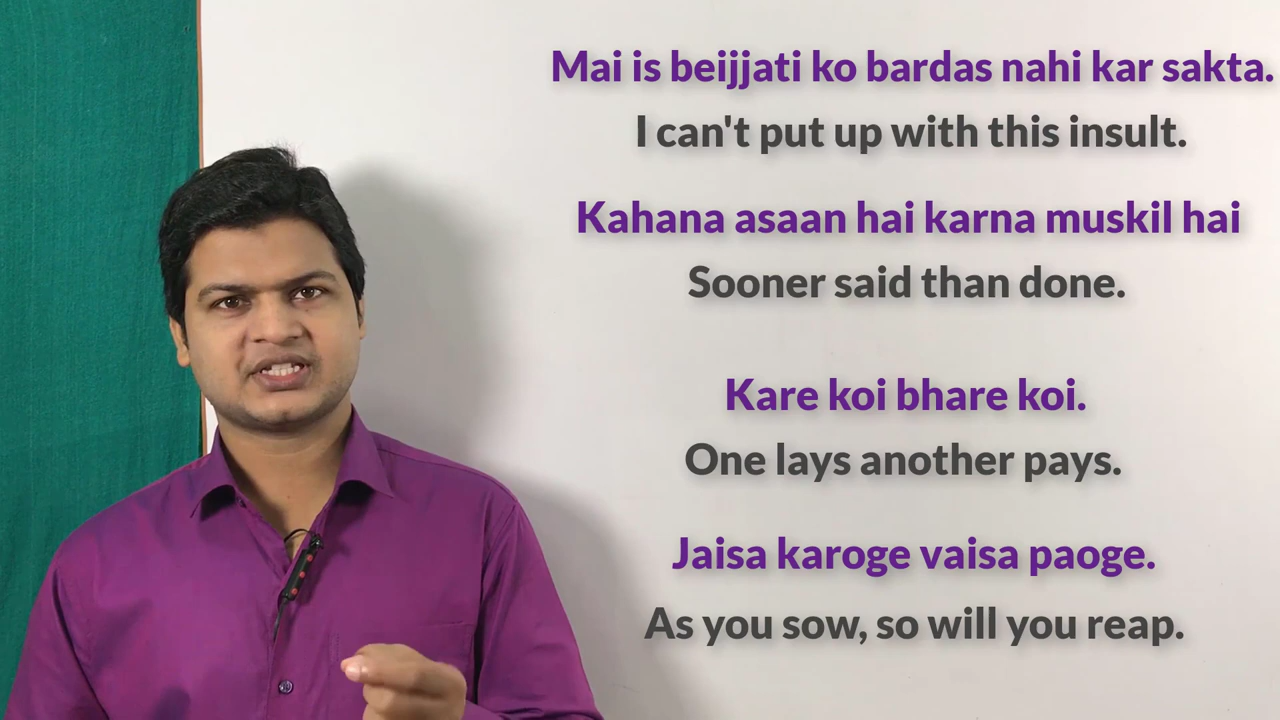 Mai is beijjati ko bardas nahi kar sakta.
I can't put up with this insult.
Kahana asaan hai karna muskil hai
Sooner said than done.
Kare koi bhare koi.
One lays another pays.
Jaisa karoge vaisa paoge.
As you sow, so will you reap.